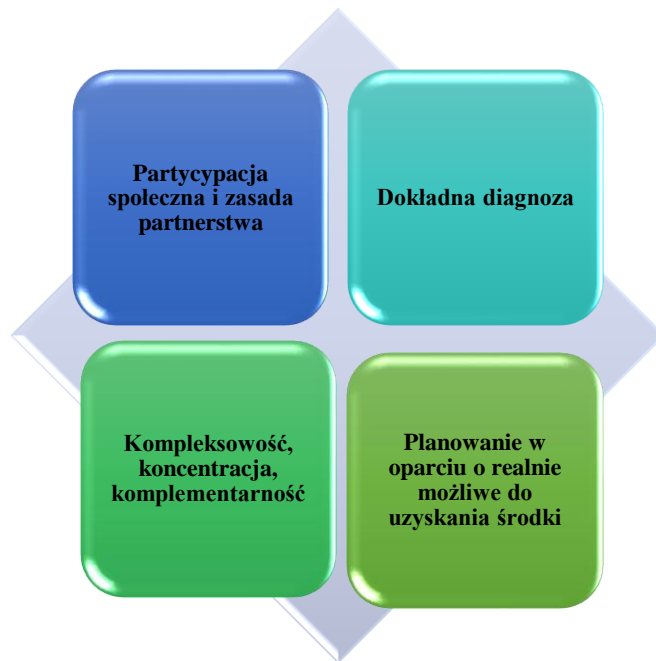 Partycypacja
społeczna i zasada
partnerstwa
Dokładna diagnoza
Kompleksowość,
koncentracja,
komplementarność
Planowanie w
oparciu o realnie
możliwe do
uzyskania środki